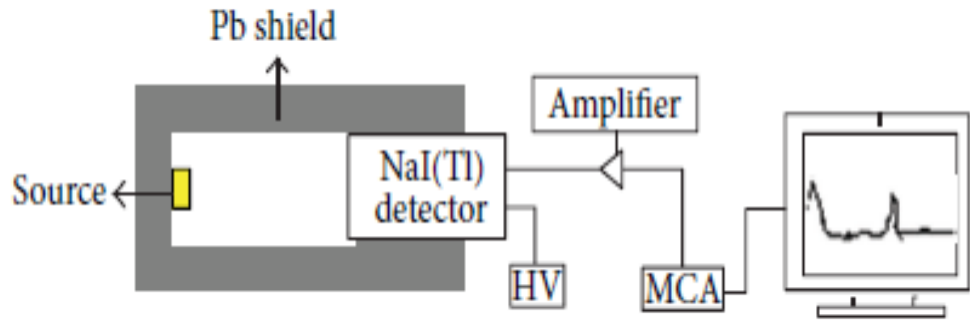 Pb shield
Amplifier
Source
NaI(Tl)
detector
HV
MCA